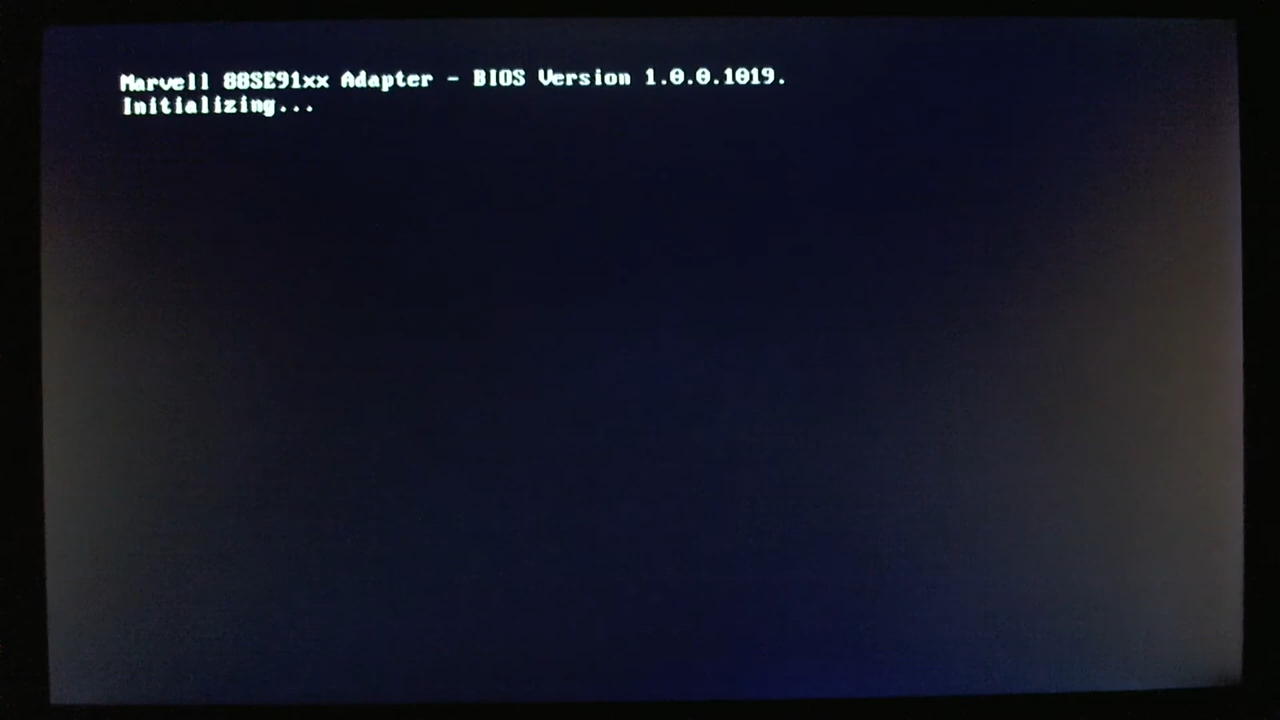 Marvell 88SE91xx Adapter - BIOS Version 1.0.0.1019.
Initializing...